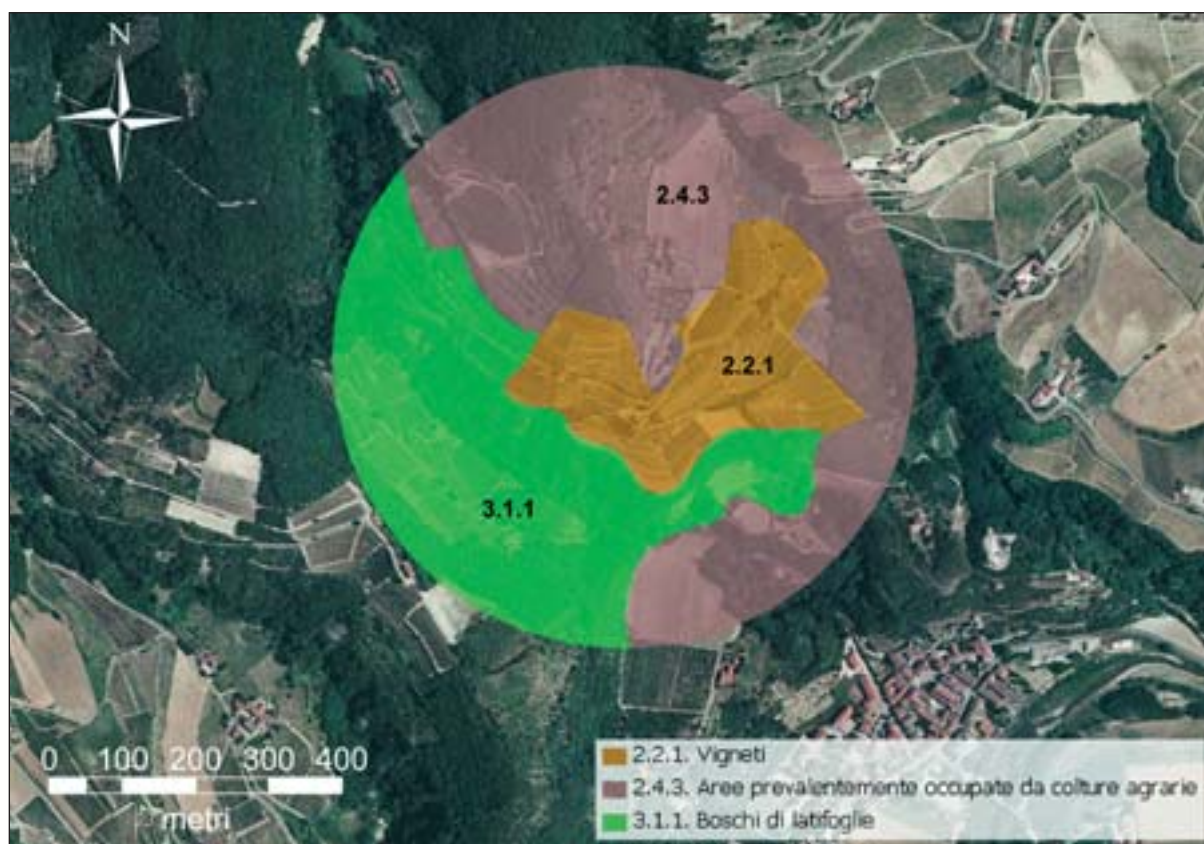 N
2.4.3
2.2.1
3.1.1
0 100 200 300 400
metri
2.2.1. Vigneti
2.4.3. Aree prevalentemente occupate da colture agrarie
3.1.1. Boschi di latifoglie